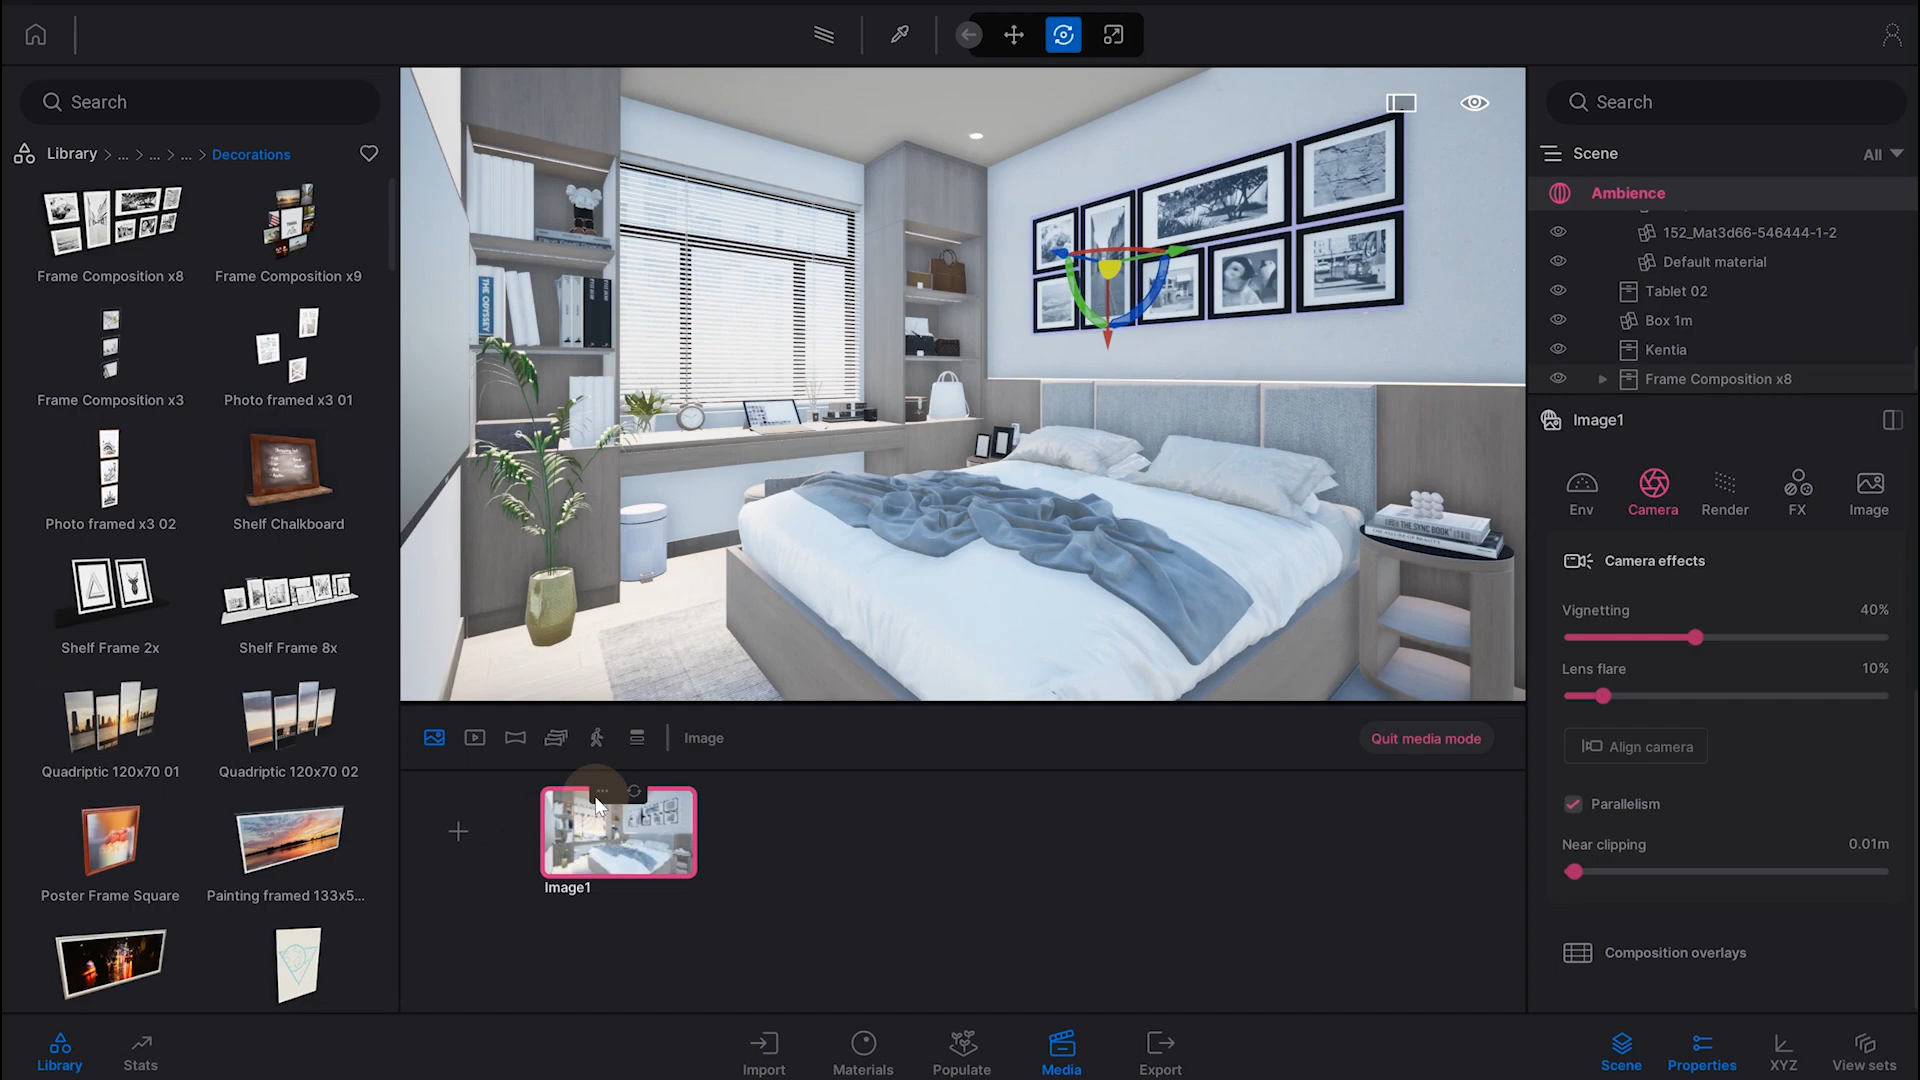 Search
Library > ... > ... > ... > Decorations
Frame Composition x8
Frame Composition x9
Frame Composition x3
Photo framed x3 01
Photo framed x3 02
Shelf Chalkboard
Shelf Frame 2x
Shelf Frame 8x
Quadriptic 120x70 01
Quadriptic 120x70 02
Poster Frame Square
Painting framed 133x5...
THE ODYSSEY
THE SYNC BOOK
Image
Quit media mode
Image1
Search
Scene
All
Ambience
152_Mat3d66-546444-1-2
Default material
Tablet 02
Box 1m
Kentia
Frame Composition x8
Image1
Env
Camera
Render
FX
Image
Camera effects
Vignetting 40%
Lens flare 10%
Align camera
Parallelism
Near clipping 0.01m
Composition overlays
Library
Stats
Import
Materials
Populate
Media
Export
Scene
Properties
XYZ
View sets